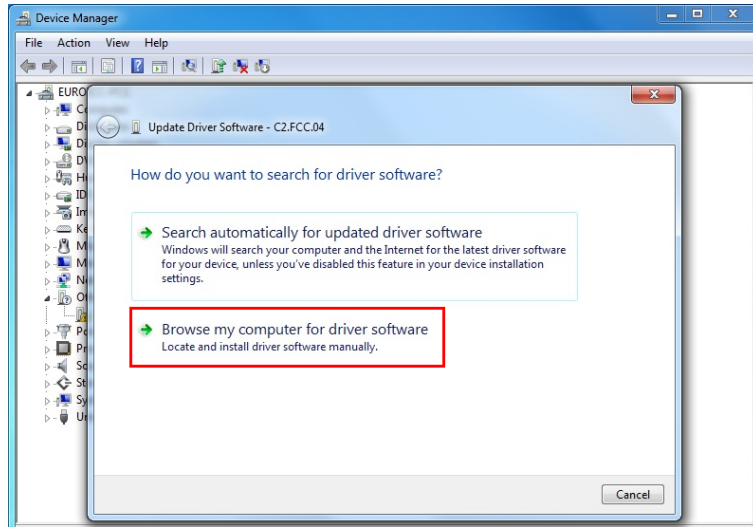 Device Manager
File Action View Help
EURO
Update Driver Software - C2.FCC.04
How do you want to search for driver software?
Search automatically for updated driver software
Windows will search your computer and the Internet for the latest driver software
for your device, unless you've disabled this feature in your device installation
settings.
Browse my computer for driver software
Locate and install driver software manually.
Cancel